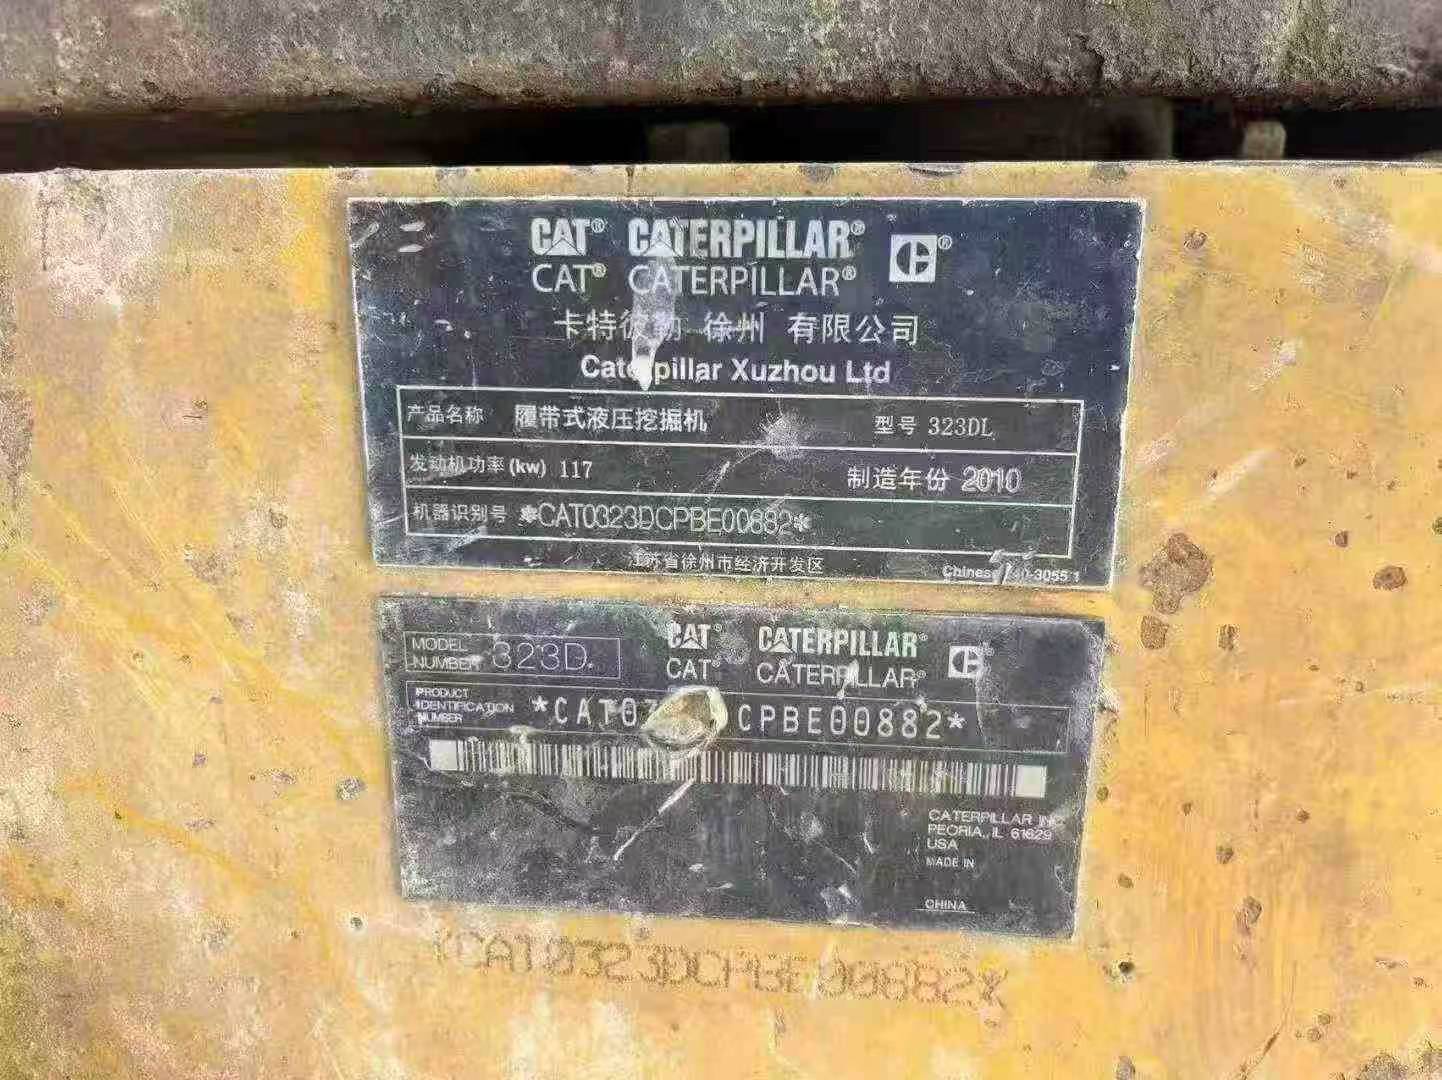 CAT® CATERPILLAR®
CAT® CATERPILLAR® ®
卡特彼勒 徐州 有限公司
Caterpillar Xuzhou Ltd
产品名称 履带式液压挖掘机 型号 323DL
发动机功率(kw) 117 制造年份 2010
机器识别号 *CAT0323DCPBE00882*
江苏省徐州市经济开发区
Chinese
MODEL NUMBER 323D
CAT® CATERPILLAR®
CAT® CATERPILLAR®
PRODUCT IDENTIFICATION NUMBER *CAT03 CPBE00882*
CATERPILLAR INC
PEORIA, IL 61629
USA
MADE IN
CHINA
*CAT0323DCPBE00882*